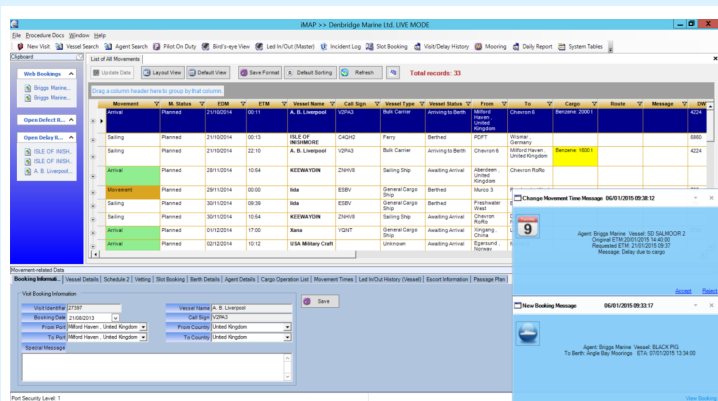 iMAP >> Denbridge Marine Ltd. LIVE MODE
File Procedure Docs Window Help
New Visit Vessel Search Agent Search Pilot On Duty Bird's-eye View Led In/Out (Master) Incident Log Slot Booking Visit/Delay History Mooring Daily Report System Tables
Clipboard
List of All Movements
Web Bookings
Briggs Marine...
Briggs Marine...
Open Defect R...
Open Delay R...
ISLE OF INISH...
ISLE OF INISH...
A. B. Liverpool...
Update Data Layout View Default View Save Format Default Sorting Refresh Total records: 33
Drag a column header here to group by that column.
Movement M. Status EDM ETM Vessel Name Call Sign Vessel Type Vessel Status From To Cargo Route Message DW
Arrival Planned 21/10/2014 00:11 A. B. Liverpool V2PA3 Bulk Carrier Arriving to Berth Milford Haven, United Kingdom Chevron 6 Benzene: 20001 4224
Sailing Planned 21/10/2014 00:13 ISLE OF INISHMORE C4QH2 Ferry Berthed PDFT Wismar, Germany 6860
Sailing Planned 21/10/2014 22:10 A. B. Liverpool V2PA3 Bulk Carrier Arriving to Berth Chevron 6 Milford Haven, United Kingdom Benzene: 16001 4224
Arrival Planned 28/11/2014 10:54 KEEWAYDIN ZNHV8 Sailing Ship Awaiting Arrival Aberdeen, United Kingdom Chevron RoRo
Movement Planned 29/11/2014 00:00 lida ESBV General Cargo Ship Berthed Murco 3
Sailing Planned 30/11/2014 09:39 lida ESBV General Cargo Ship Berthed Freshwater West
Sailing Planned 30/11/2014 10:54 KEEWAYDIN ZNHV8 Sailing Ship Awaiting Arrival Chevron RoRo
Arrival Planned 01/12/2014 17:00 Xana YQNT General Cargo Ship Awaiting Arrival Xingang, China
Arrival Planned 02/12/2014 10:12 USA Military Craft Unknown Awaiting Arrival Egersund, Norway
Change Movement Time Message 06/01/2015 09:38:12
9
Agent: Briggs Marine Vessel: SD SALMOOR 2
Original ETM:20/01/2015 14:40:00
Requested ETM: 21/01/2015 09:37
Message: Delay due to cargo
Accept Reject
Movement-related Data
Booking Informati... Vessel Details Schedule 2 Vetting Slot Booking Berth Details Agent Details Cargo Operation List Movement Times Led In/Out History (Vessel) Escort Information Passage Plan
Visit Booking Information
Visit Identifier 27397
Booking Date 21/08/2013
From Port Milford Haven, United Kingdom
To Port Milford Haven, United Kingdom
Special Message
Vessel Name A. B. Liverpool
Call Sign V2PA3
From Country United Kingdom
To Country United Kingdom
Save
New Booking Message 06/01/2015 09:33:17
Agent: Briggs Marine Vessel: BLACK PIG
To Berth: Angle Bay Moorings ETA: 07/01/2015 13:34:00
View Booking
Port Security Level: 1